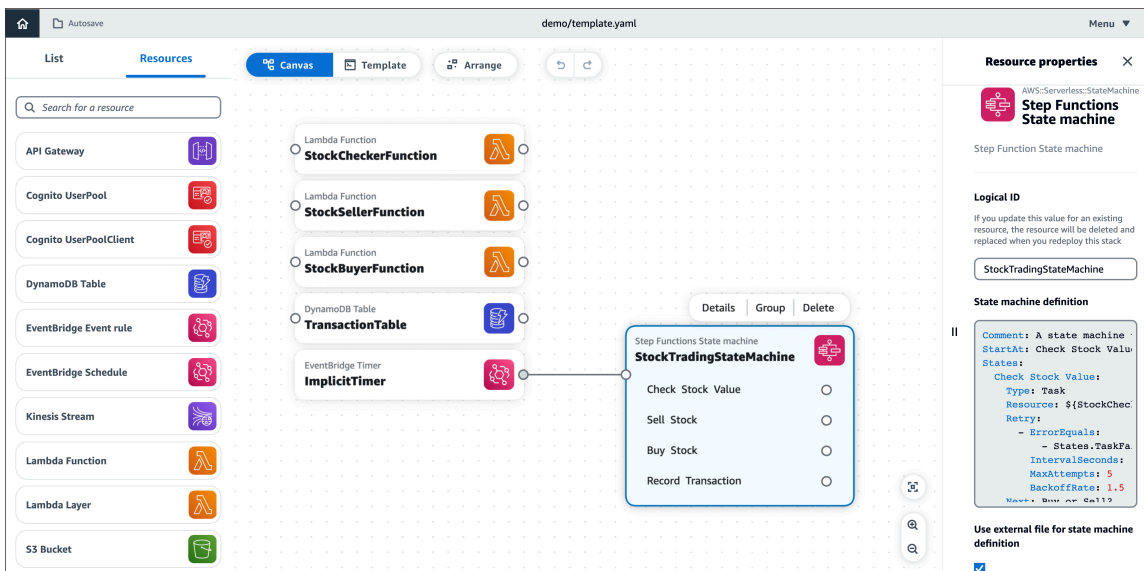 Autosave
demo/template.yaml
Menu ▼
List
Resources
Search for a resource
API Gateway
Cognito UserPool
Cognito UserPoolClient
DynamoDB Table
EventBridge Event rule
EventBridge Schedule
Kinesis Stream
Lambda Function
Lambda Layer
S3 Bucket
Canvas
Template
Arrange
Lambda Function
StockCheckerFunction
Lambda Function
StockSellerFunction
Lambda Function
StockBuyerFunction
DynamoDB Table
TransactionTable
EventBridge Timer
ImplicitTimer
Details
Group
Delete
Step Functions State machine
StockTradingStateMachine
Check Stock Value
Sell Stock
Buy Stock
Record Transaction
Resource properties
AWS::Serverless::StateMachine
Step Functions
State machine
Step Function State machine
Logical ID
If you update this value for an existing
resource, the resource will be deleted and
replaced when you redeploy this stack
StockTradingStateMachine
State machine definition
Comment: A state machine
StartAt: Check Stock Valu
States:
Check Stock Value:
Type: Task
Resource: ${StockChec
Retry:
- ErrorEquals:
- States.TaskFa
IntervalSeconds:
MaxAttempts: 5
BackoffRate: 1.5
Next: Buy or Sell?
Use external file for state machine
definition